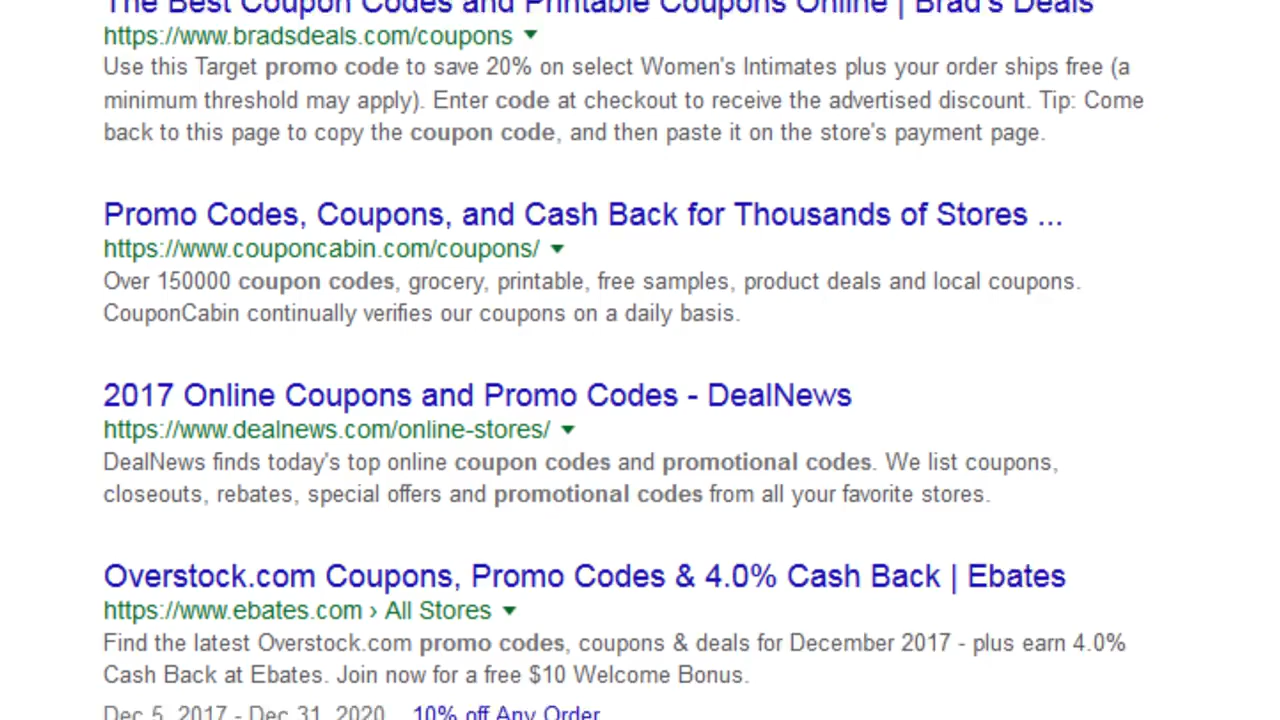 The Best Coupon Codes and Printable Coupons Online | Brad's Deals
https://www.bradsdeals.com/coupons
Use this Target promo code to save 20% on select Women's Intimates plus your order ships free (a
minimum threshold may apply). Enter code at checkout to receive the advertised discount. Tip: Come
back to this page to copy the coupon code, and then paste it on the store's payment page.
Promo Codes, Coupons, and Cash Back for Thousands of Stores ...
https://www.couponcabin.com/coupons/
Over 150000 coupon codes, grocery, printable, free samples, product deals and local coupons.
CouponCabin continually verifies our coupons on a daily basis.
2017 Online Coupons and Promo Codes - DealNews
https://www.dealnews.com/online-stores/
DealNews finds today's top online coupon codes and promotional codes. We list coupons,
closeouts, rebates, special offers and promotional codes from all your favorite stores.
Overstock.com Coupons, Promo Codes & 4.0% Cash Back | Ebates
https://www.ebates.com › All Stores
Find the latest Overstock.com promo codes, coupons & deals for December 2017 - plus earn 4.0%
Cash Back at Ebates. Join now for a free $10 Welcome Bonus.
Dec 5, 2017 - Dec 31, 2020 10% off Any Order